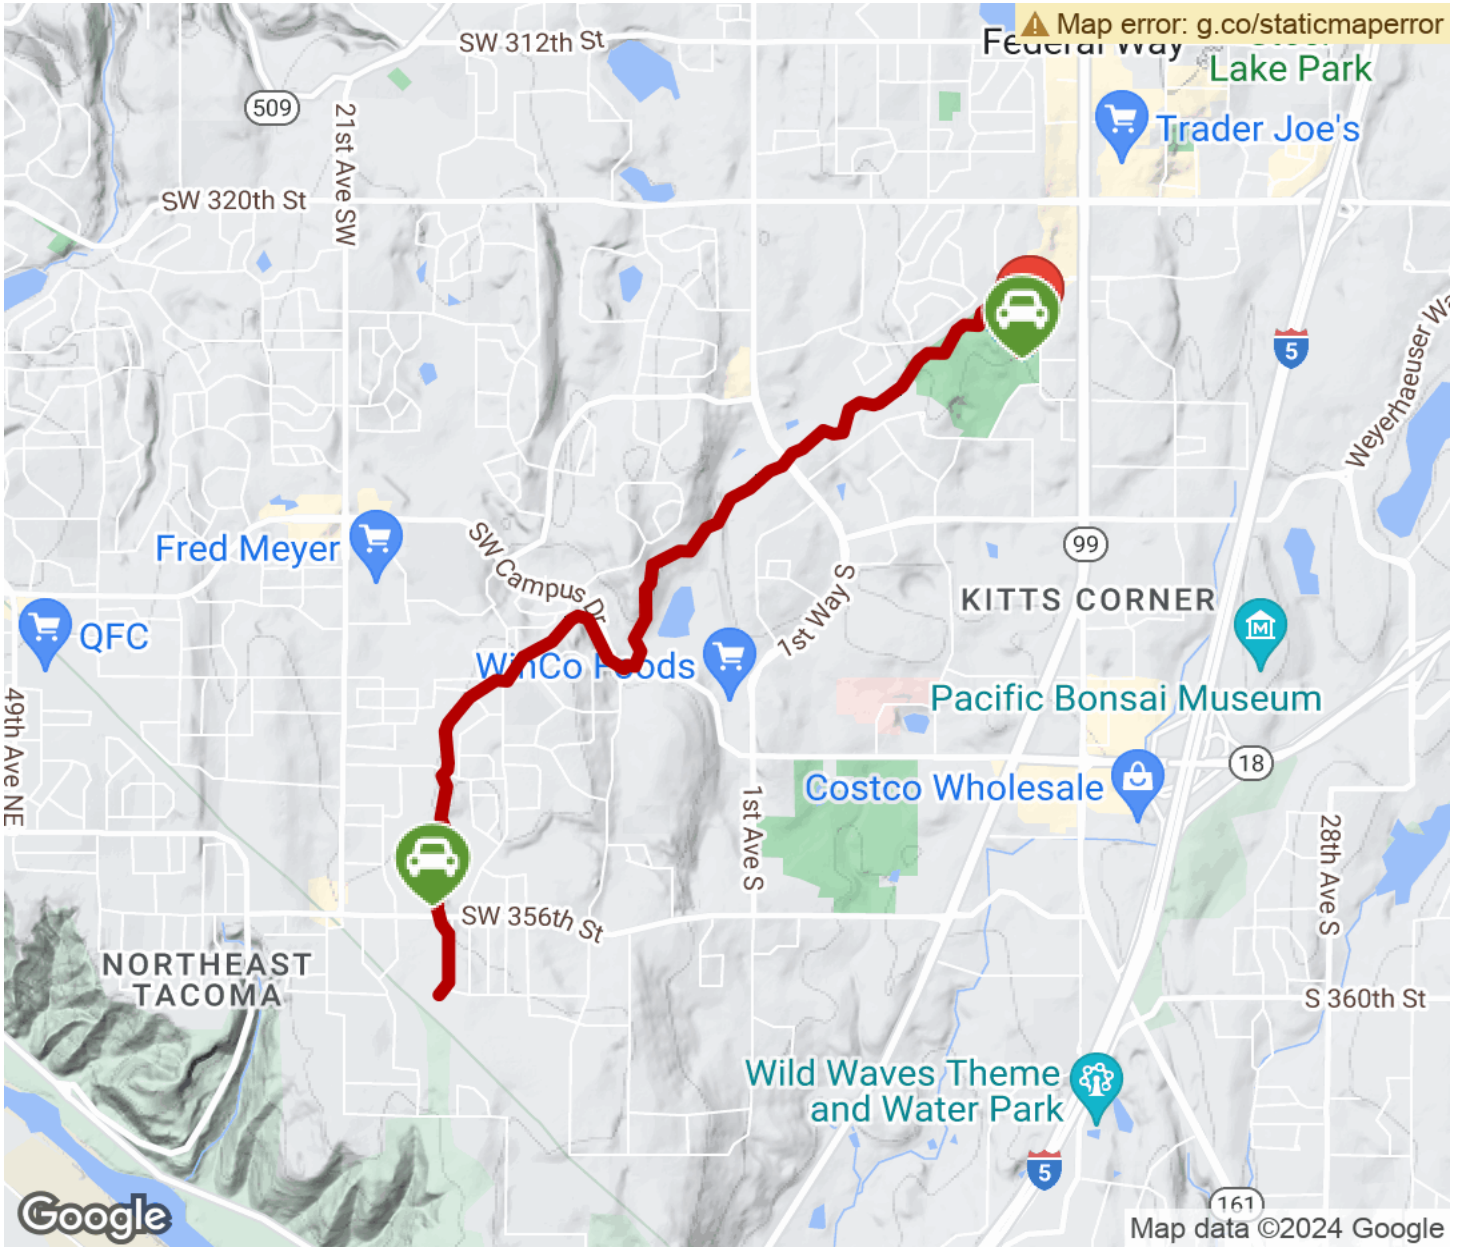 Map error: g.co/staticmaperror
SW 312th St
Federal Way
Lake Park
509
21st Ave SW
Trader Joe's
SW 320th St
5
Weyerhaeuser Wa
SW Campus Dr
Fred Meyer
99
KITTS CORNER
QFC
1st Way S
WinCo Foods
Pacific Bonsai Museum
49th Ave NE
18
Costco Wholesale
1st Ave S
28th Ave S
SW 356th St
NORTHEAST
TACOMA
S 360th St
Wild Waves Theme
and Water Park
5
161
Google
Map data ©2024 Google